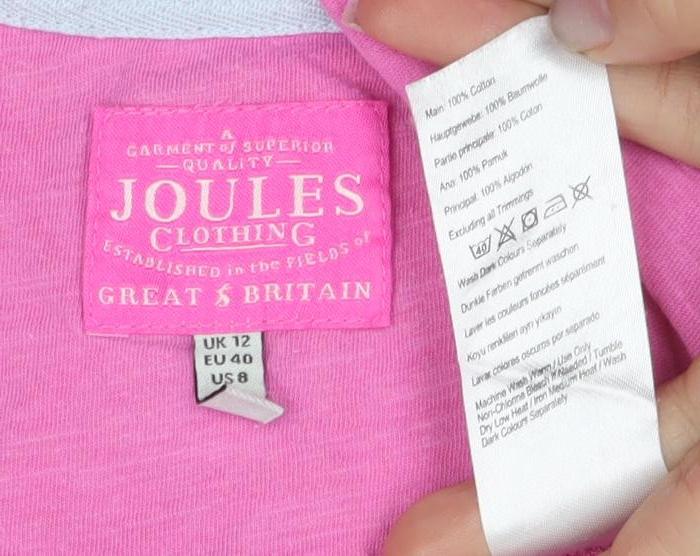 A
GARMENT of SUPERIOR
QUALITY
JOULES
CLOTHING
ESTABLISHED in the FIELDS of
GREAT & BRITAIN
UK 12
EU 40
US 8
Main: 100% Cotton
Hauptgewebe: 100% Baumwolle
Partie principale: 100% Coton
Ana: 100% Pamuk
Principal: 100% Algodon
Excluding all Trimmings
40
Wash Dark Colours Separately
Dunkle Farben getrennt waschen
Laver les couleurs foncées séparément
Koyu renklileri ayrı yıkayın
Lavar colores oscuros por separado
Machine Wash Warm / Use Only
Non-Chlorine Bleach if Needed / Tumble
Dry Low Heat / Iron Medium Heat / Wash
Dark Colours Separately